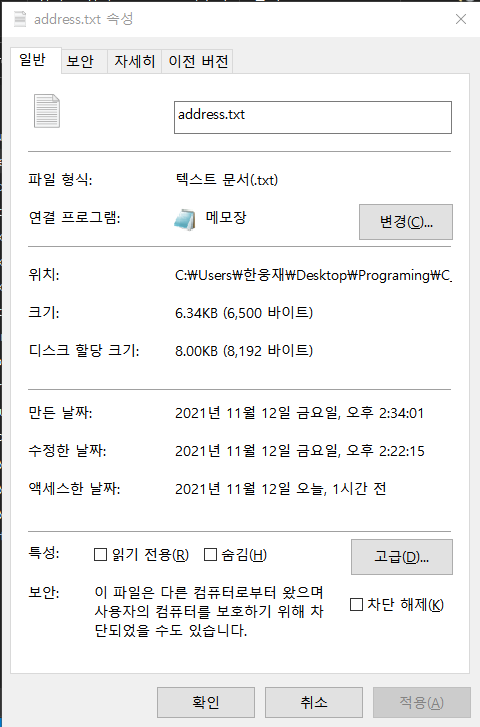 address.txt 속성
일반 보안 자세히 이전 버전
address.txt
파일 형식: 텍스트 문서(.txt)
연결 프로그램: 메모장 변경(C)...
위치: C:₩Users₩한웅재₩Desktop₩Programing₩C_
크기: 6.34KB (6,500 바이트)
디스크 할당 크기: 8.00KB (8,192 바이트)
만든 날짜: 2021년 11월 12일 금요일, 오후 2:34:01
수정한 날짜: 2021년 11월 12일 금요일, 오후 2:22:15
액세스한 날짜: 2021년 11월 12일 오늘, 1시간 전
특성: 읽기 전용(R) 숨김(H) 고급(D)...
보안: 이 파일은 다른 컴퓨터로부터 왔으며
사용자의 컴퓨터를 보호하기 위해 차
단되었을 수도 있습니다.
차단 해제(K)
확인 취소 적용(A)